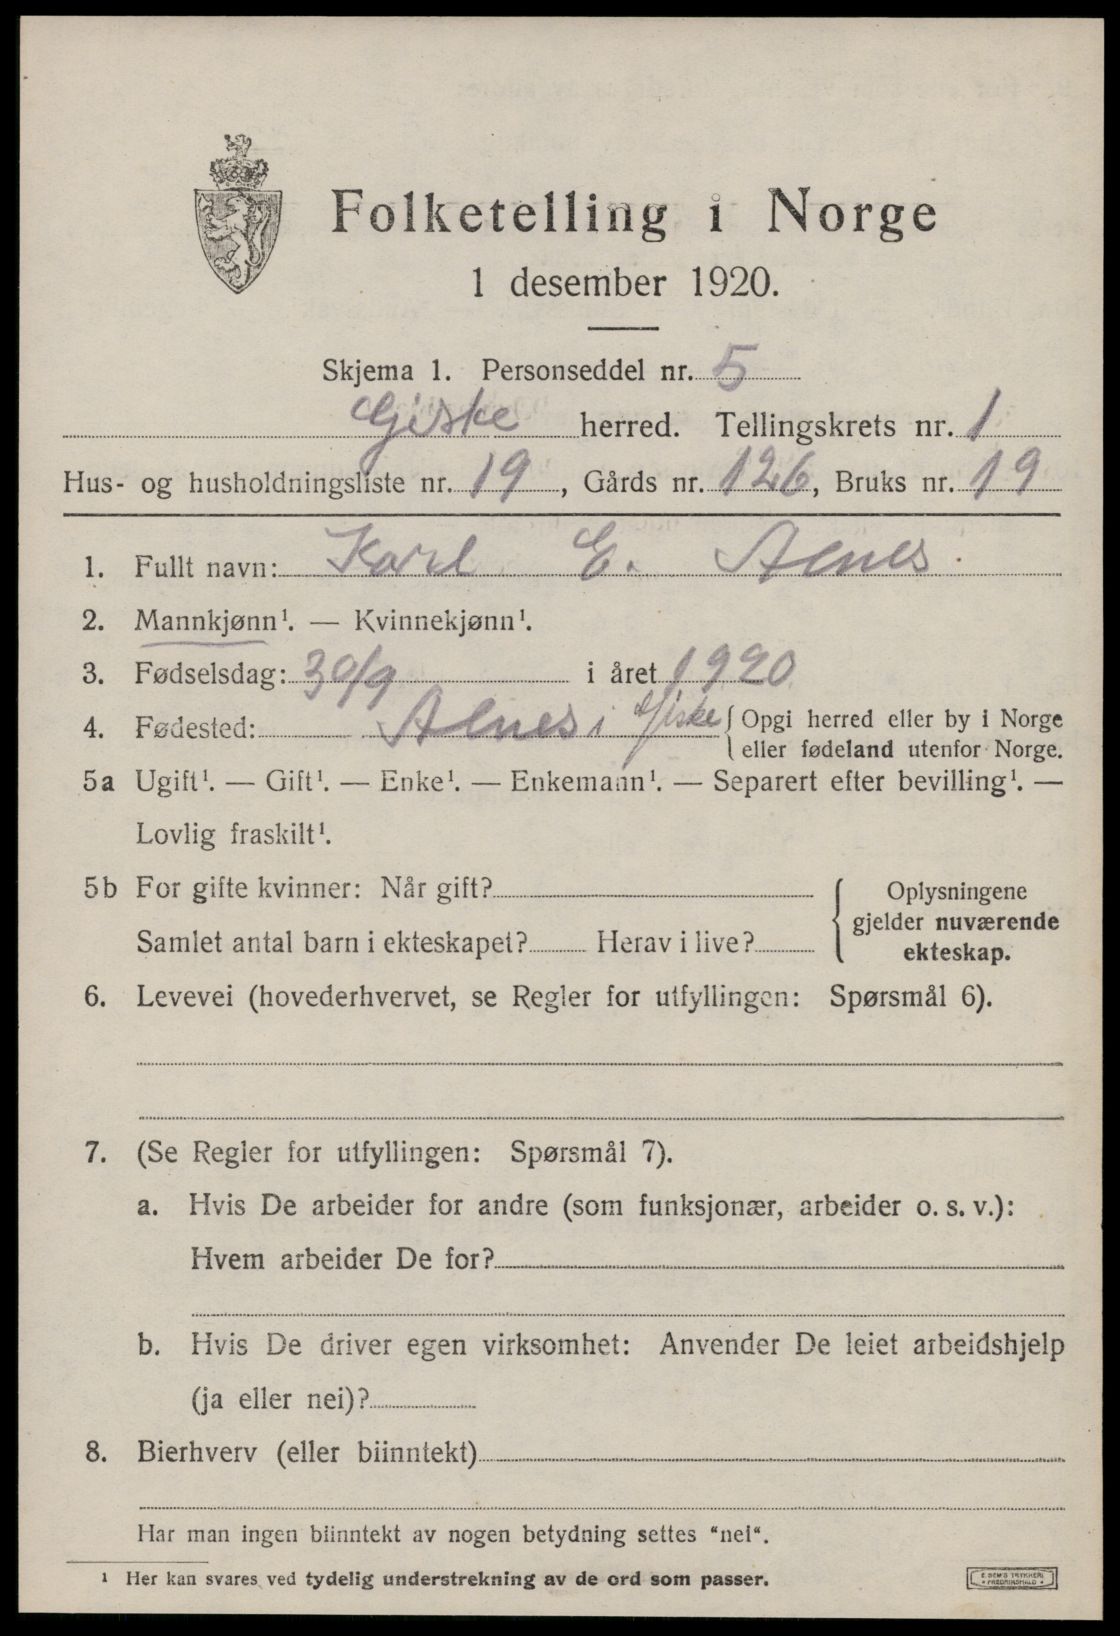 Folketelling i Norge
1 desember 1920.
Skjema 1. Personseddel nr. 5
Giske herred. Tellingskrets nr. 1
Hus- og husholdningsliste nr. 19, Gårds nr. 126, Bruks nr. 19
1. Fullt navn: Karl E. Alnes.
2. Mannkjønn¹. — Kvinnekjønn¹.
3. Fødselsdag: 30/9 i året 1920
4. Fødested: Alnes i Giske { Opgi herred eller by i Norge
eller fødeland utenfor Norge.
5a Ugift¹. — Gift¹. — Enke¹. — Enkemann¹. — Separert efter bevilling¹. —
Lovlig fraskilt¹.
5b For gifte kvinner: Når gift?
Samlet antal barn i ekteskapet? Herav i live?
{ Oplysningene
gjelder nuværende
ekteskap.
6. Levevei (hovederhvervet, se Regler for utfyllingen: Spørsmål 6).
7. (Se Regler for utfyllingen: Spørsmål 7).
a. Hvis De arbeider for andre (som funksjonær, arbeider o. s. v.):
Hvem arbeider De for?
b. Hvis De driver egen virksomhet: Anvender De leiet arbeidshjelp
(ja eller nei)?
8. Bierhverv (eller biinntekt)
Har man ingen biinntekt av nogen betydning settes "nei".
¹ Her kan svares ved tydelig understrekning av de ord som passer.
E. SEM'S TRYKKERI
FREDRIKSHALD